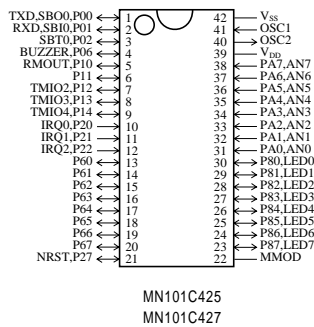 TXD,SBO0,P00 1 42 VSS
RXD,SBI0,P01 2 41 OSC1
SBT0,P02 3 40 OSC2
BUZZER,P06 4 39 VDD
RMOUT,P10 5 38 PA7,AN7
P11 6 37 PA6,AN6
TMIO2,P12 7 36 PA5,AN5
TMIO3,P13 8 35 PA4,AN4
TMIO4,P14 9 34 PA3,AN3
IRQ0,P20 10 33 PA2,AN2
IRQ1,P21 11 32 PA1,AN1
IRQ2,P22 12 31 PA0,AN0
P60 13 30 P80,LED0
P61 14 29 P81,LED1
P62 15 28 P82,LED2
P63 16 27 P83,LED3
P64 17 26 P84,LED4
P65 18 25 P85,LED5
P66 19 24 P86,LED6
P67 20 23 P87,LED7
NRST,P27 21 22 MMOD
MN101C425
MN101C427